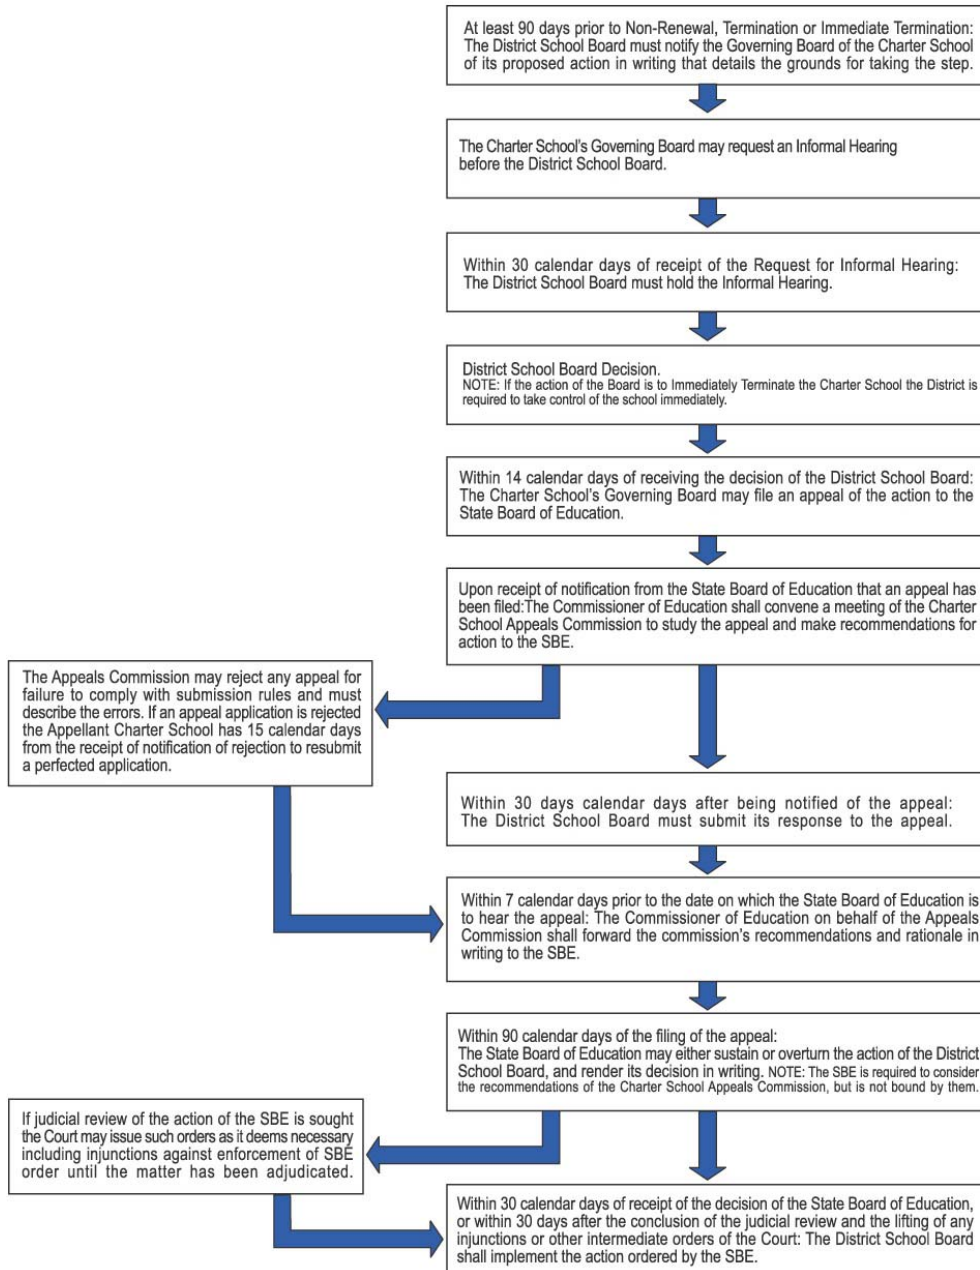 At least 90 days prior to Non-Renewal, Termination or Immediate Termination:
The District School Board must notify the Governing Board of the Charter School
of its proposed action in writing that details the grounds for taking the step.
The Charter School's Governing Board may request an Informal Hearing
before the District School Board.
Within 30 calendar days of receipt of the Request for Informal Hearing:
The District School Board must hold the Informal Hearing.
District School Board Decision.
NOTE: If the action of the Board is to Immediately Terminate the Charter School the District is
required to take control of the school immediately.
Within 14 calendar days of receiving the decision of the District School Board:
The Charter School's Governing Board may file an appeal of the action to the
State Board of Education.
Upon receipt of notification from the State Board of Education that an appeal has
been filed:The Commissioner of Education shall convene a meeting of the Charter
School Appeals Commission to study the appeal and make recommendations for
action to the SBE.
The Appeals Commission may reject any appeal for
failure to comply with submission rules and must
describe the errors. If an appeal application is rejected
the Appellant Charter School has 15 calendar days
from the receipt of notification of rejection to resubmit
a perfected application.
Within 30 days calendar days after being notified of the appeal:
The District School Board must submit its response to the appeal.
Within 7 calendar days prior to the date on which the State Board of Education is
to hear the appeal: The Commissioner of Education on behalf of the Appeals
Commission shall forward the commission's recommendations and rationale in
writing to the SBE.
Within 90 calendar days of the filing of the appeal:
The State Board of Education may either sustain or overturn the action of the District
School Board, and render its decision in writing. NOTE: The SBE is required to consider
the recommendations of the Charter School Appeals Commission, but is not bound by them.
If judicial review of the action of the SBE is sought
the Court may issue such orders as it deems necessary
including injunctions against enforcement of SBE
order until the matter has been adjudicated.
Within 30 calendar days of receipt of the decision of the State Board of Education,
or within 30 days after the conclusion of the judicial review and the lifting of any
injunctions or other intermediate orders of the Court: The District School Board
shall implement the action ordered by the SBE.